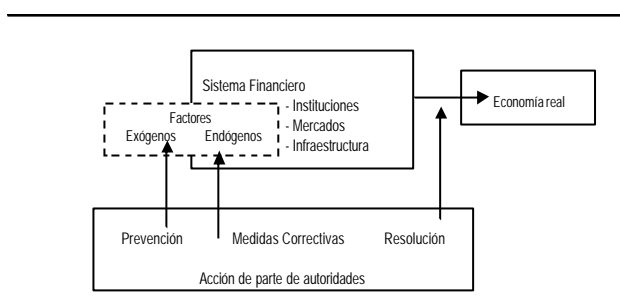 Sistema Financiero
- Instituciones
- Mercados
- Infraestructura
Factores
Exógenos Endógenos
Economía real
Prevención Medidas Correctivas Resolución
Acción de parte de autoridades